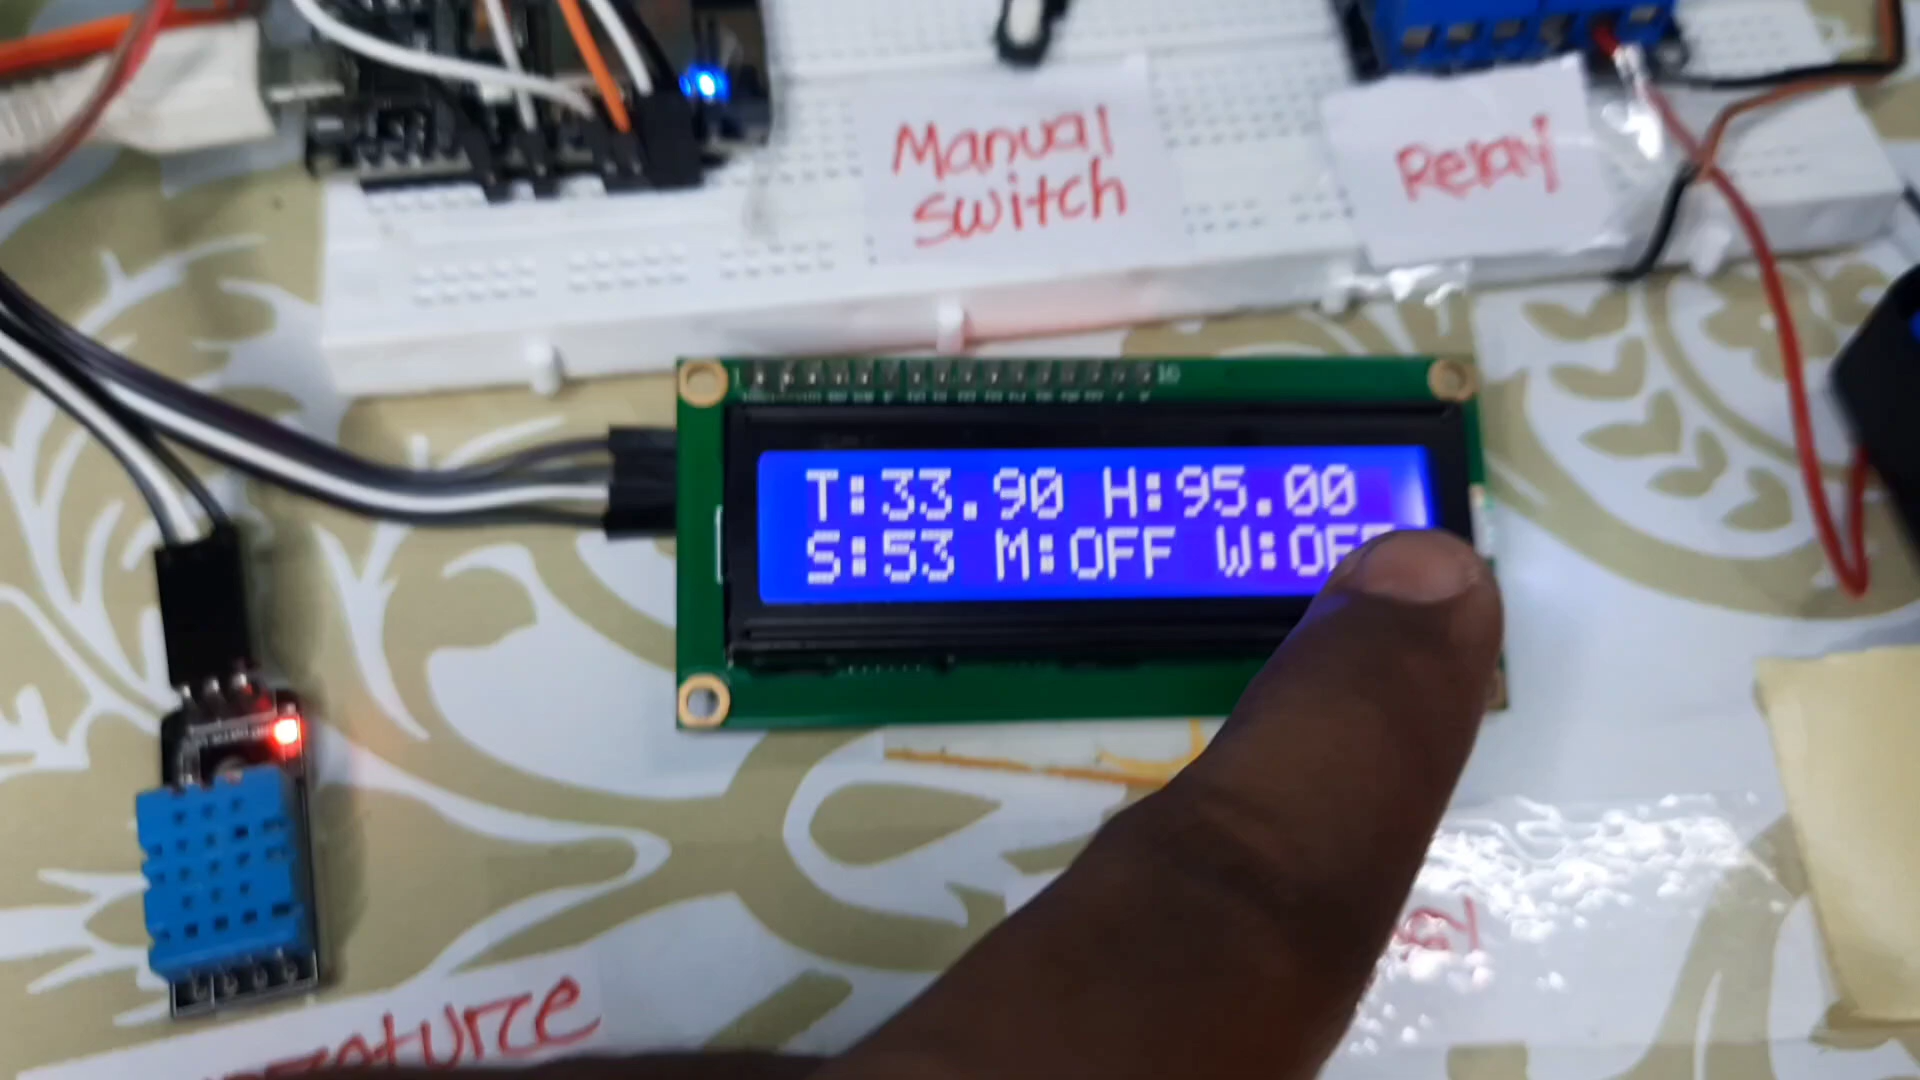 Manual
switch
Relay
T:33.90 H:95.00
S:53 M:OFF W:OFF